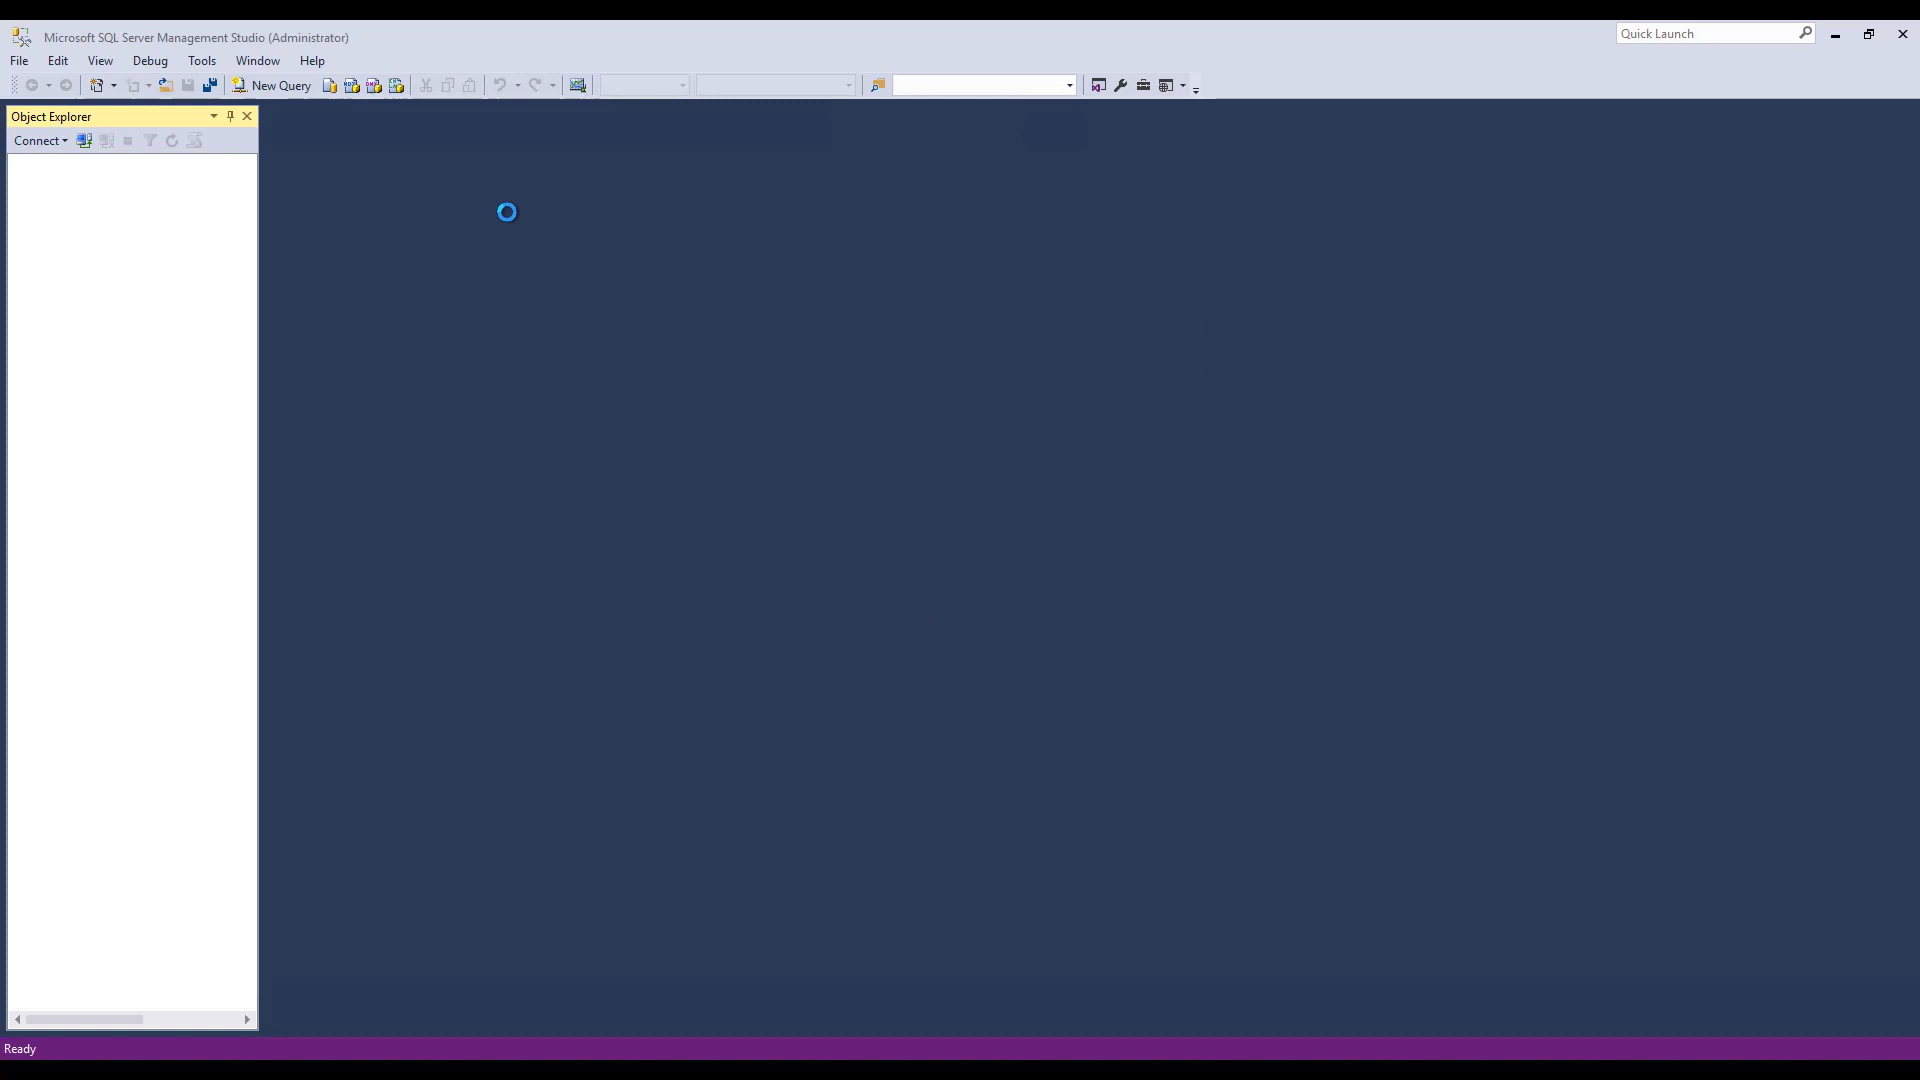 Microsoft SQL Server Management Studio (Administrator)
Quick Launch
File Edit View Debug Tools Window Help
New Query
Object Explorer
Connect
Ready